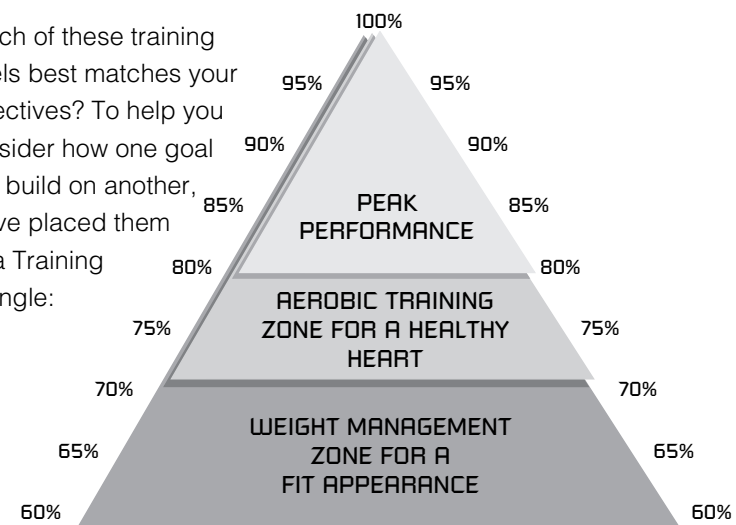 ch of these training
els best matches your
ectives? To help you
sider how one goal
build on another,
ve placed them
a Training
ngle:
100%
95% 95%
90% 90%
85% 85%
PEAK
PERFORMANCE
80% 80%
AEROBIC TRAINING
ZONE FOR A HEALTHY
HEART
75% 75%
70% 70%
WEIGHT MANAGEMENT
ZONE FOR A
FIT APPEARANCE
65% 65%
60% 60%